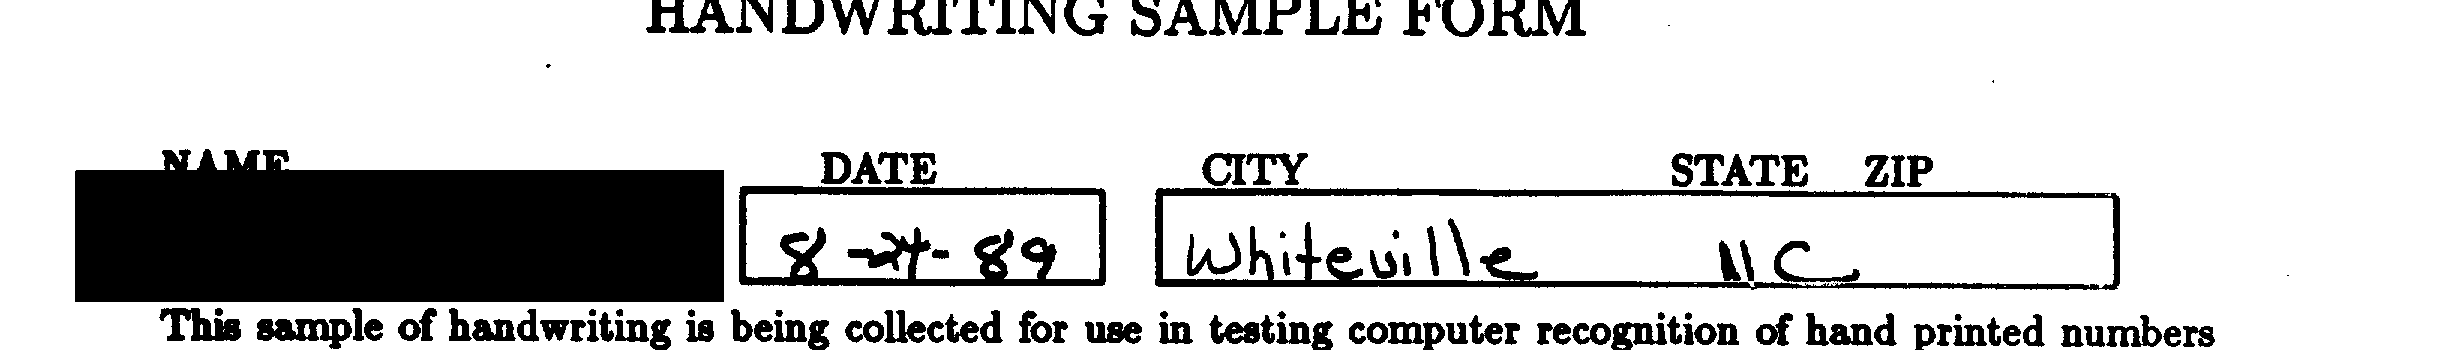 HANDWRITING SAMPLE FORM
NAME DATE CITY STATE ZIP
8-24-89 Whiteville NC
This sample of handwriting is being collected for use in testing computer recognition of hand printed numbers